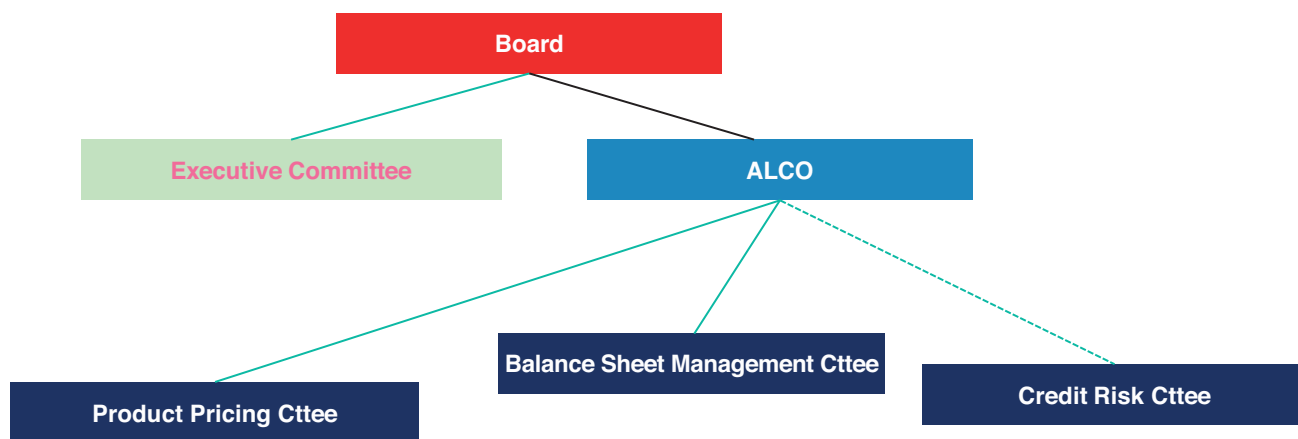 Board
Executive Committee
ALCO
Balance Sheet Management Cttee
Credit Risk Cttee
Product Pricing Cttee